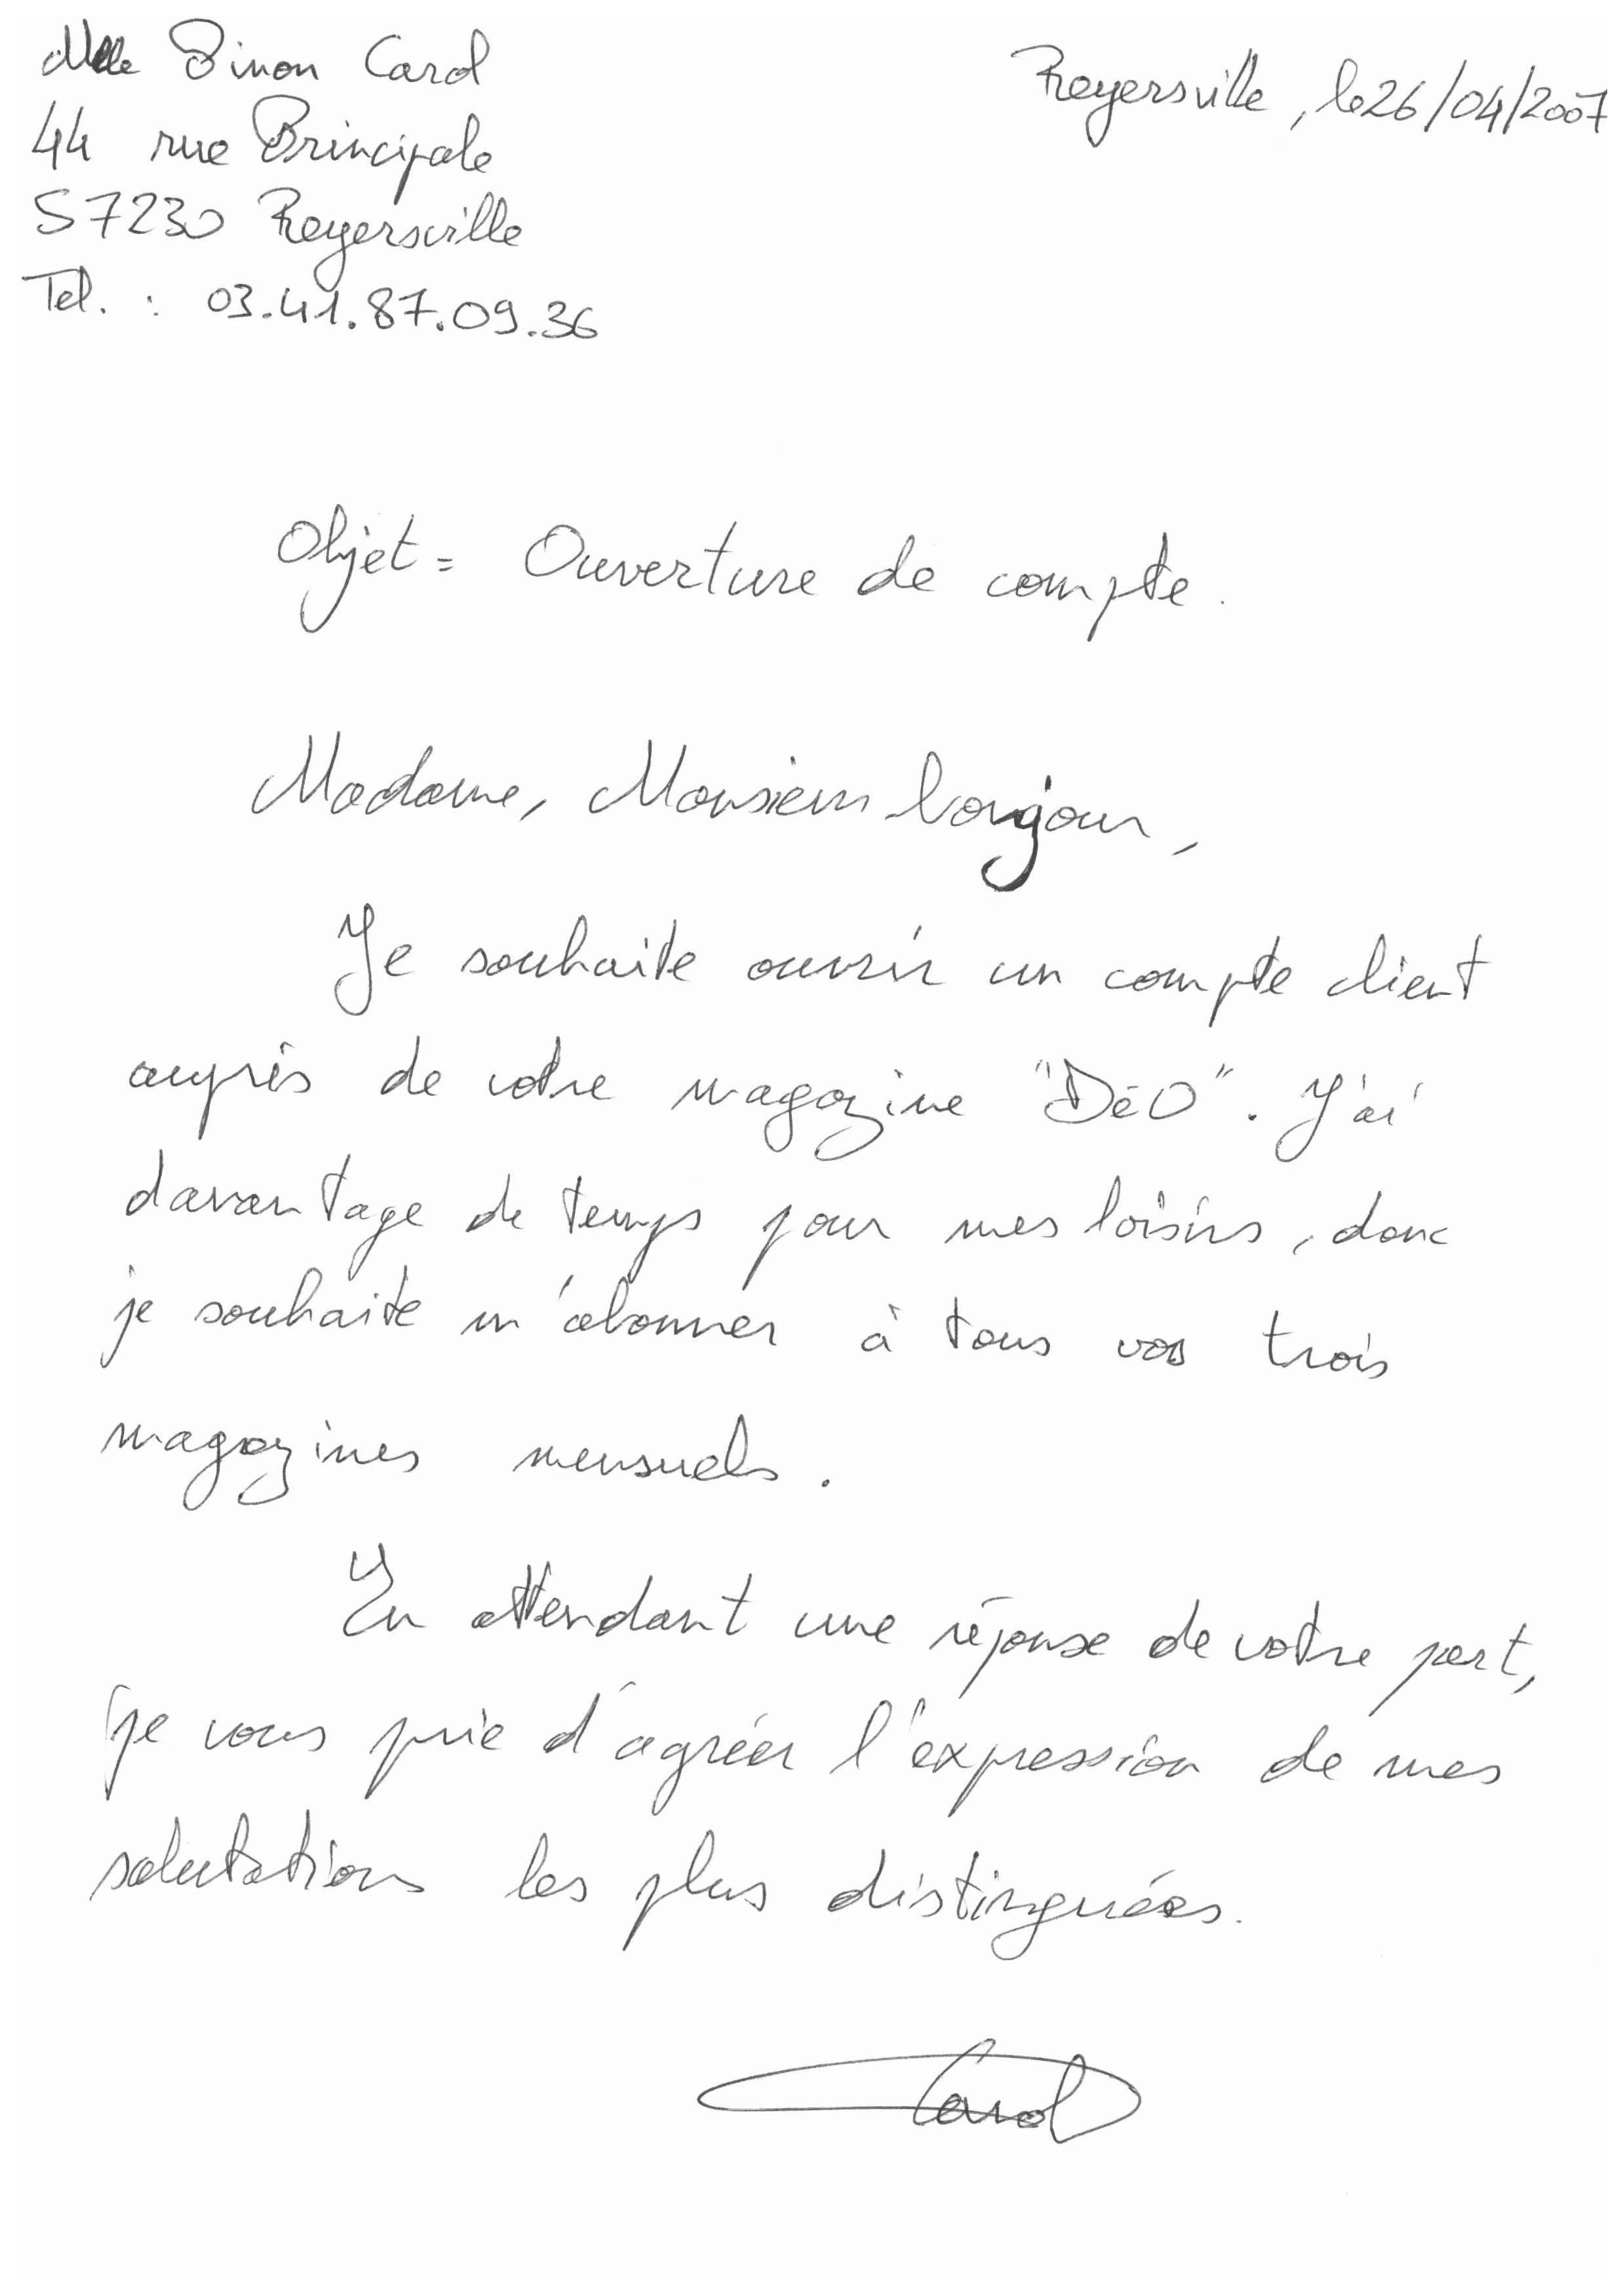 Mlle Pinon Carol
44 rue Principale
57230 Reyersville
Tel. : 03.41.87.09.36
Reyersville, le 26/04/2007
Objet = Ouverture de compte.
Madame, Monsieur bonjour,
Je souhaite ouvrir un compte client
auprès de votre magazine "DéO". J'ai
davantage de temps pour mes loisirs, donc
je souhaite m'abonner à tous vos trois
magazines mensuels.
En attendant une réponse de votre part,
je vous prie d'agréer l'expression de mes
salutations les plus distinguées.
Carol